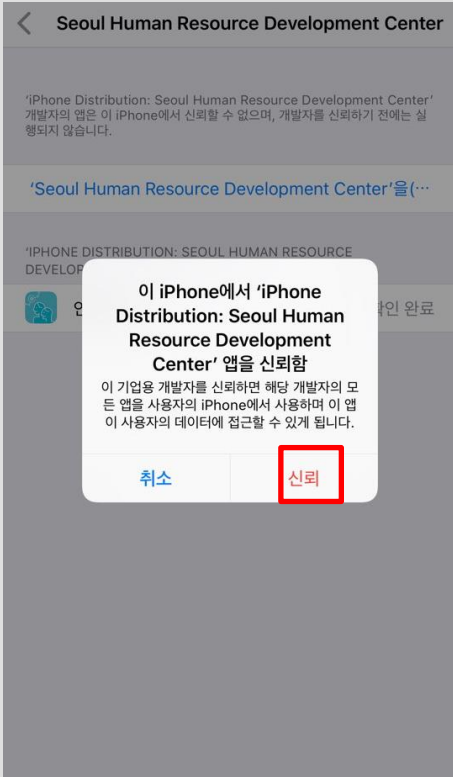 Seoul Human Resource Development Center
'iPhone Distribution: Seoul Human Resource Development Center'
개발자의 앱은 이 iPhone에서 신뢰할 수 없으며, 개발자를 신뢰하기 전에는 실
행되지 않습니다.
'Seoul Human Resource Development Center'을(…
'IPHONE DISTRIBUTION: SEOUL HUMAN RESOURCE
확인 완료
이 iPhone에서 'iPhone
Distribution: Seoul Human
Resource Development
Center' 앱을 신뢰함
이 기업용 개발자를 신뢰하면 해당 개발자의 모
든 앱을 사용자의 iPhone에서 사용하며 이 앱
이 사용자의 데이터에 접근할 수 있게 됩니다.
취소
신뢰